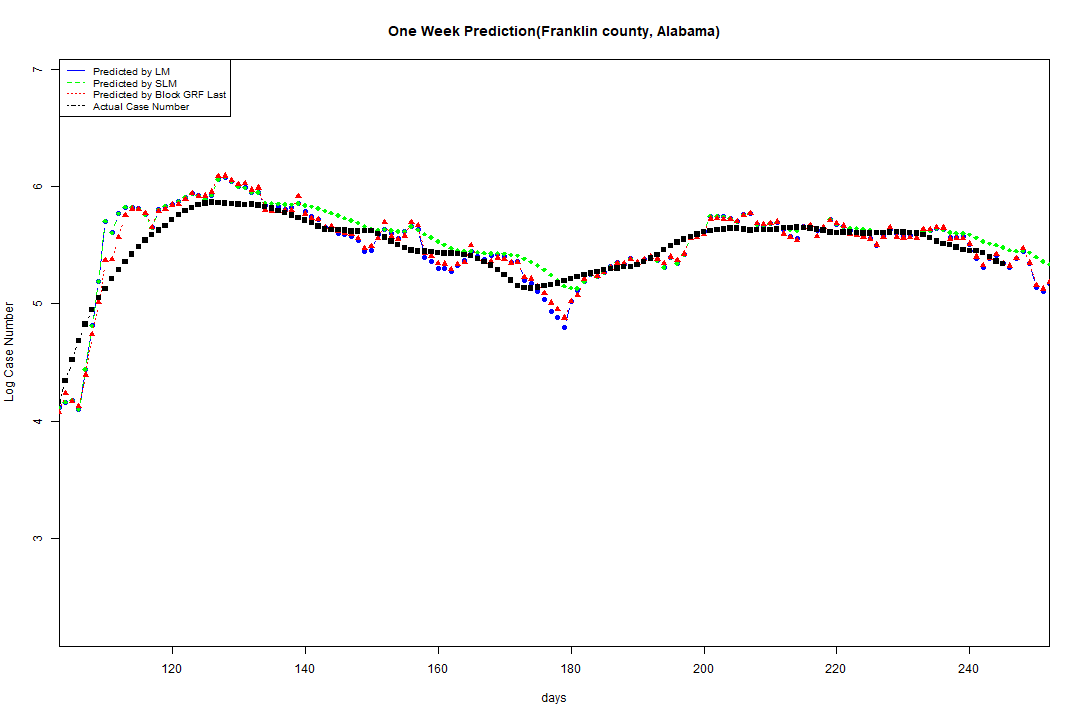 One Week Prediction(Franklin county, Alabama)
Predicted by LM
Predicted by SLM
Predicted by Block GRF Last
Actual Case Number
Log Case Number
7
6
5
4
3
120 140 160 180 200 220 240
days